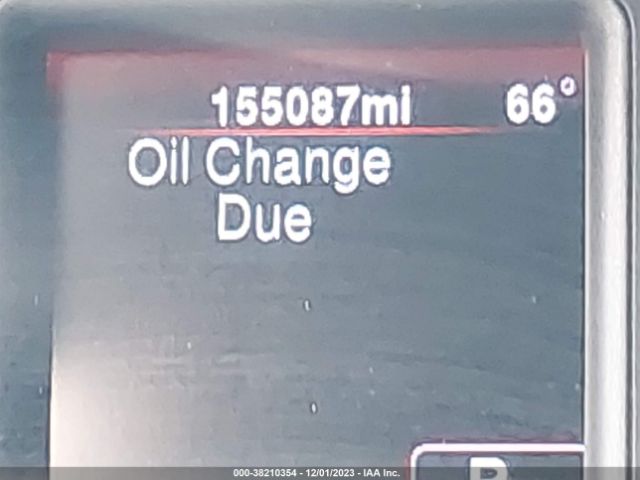 155087mi 66°
Oil Change
Due
000-38210354 - 12/01/2023 - IAA Inc.